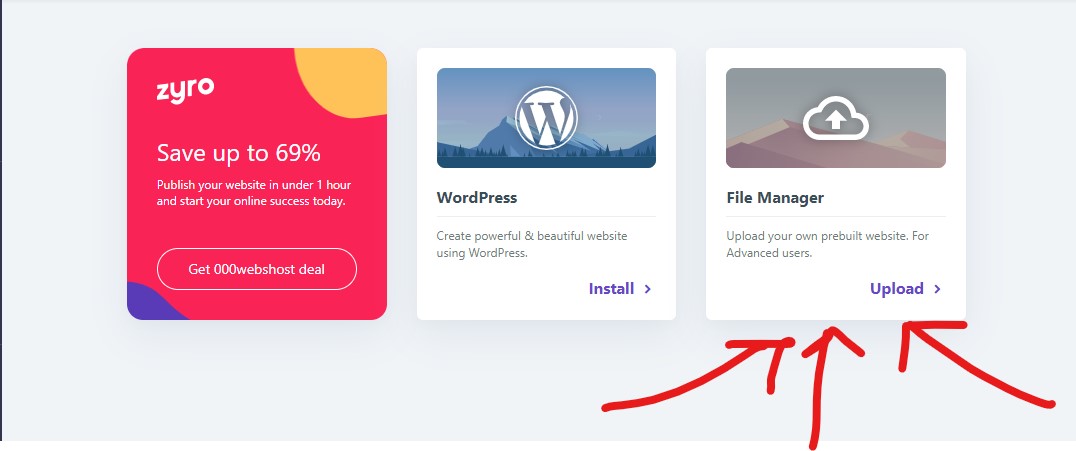 zyro
Save up to 69%
Publish your website in under 1 hour
and start your online success today.
Get 000webshost deal
WordPress
Create powerful & beautiful website
using WordPress.
Install
File Manager
Upload your own prebuilt website. For
Advanced users.
Upload